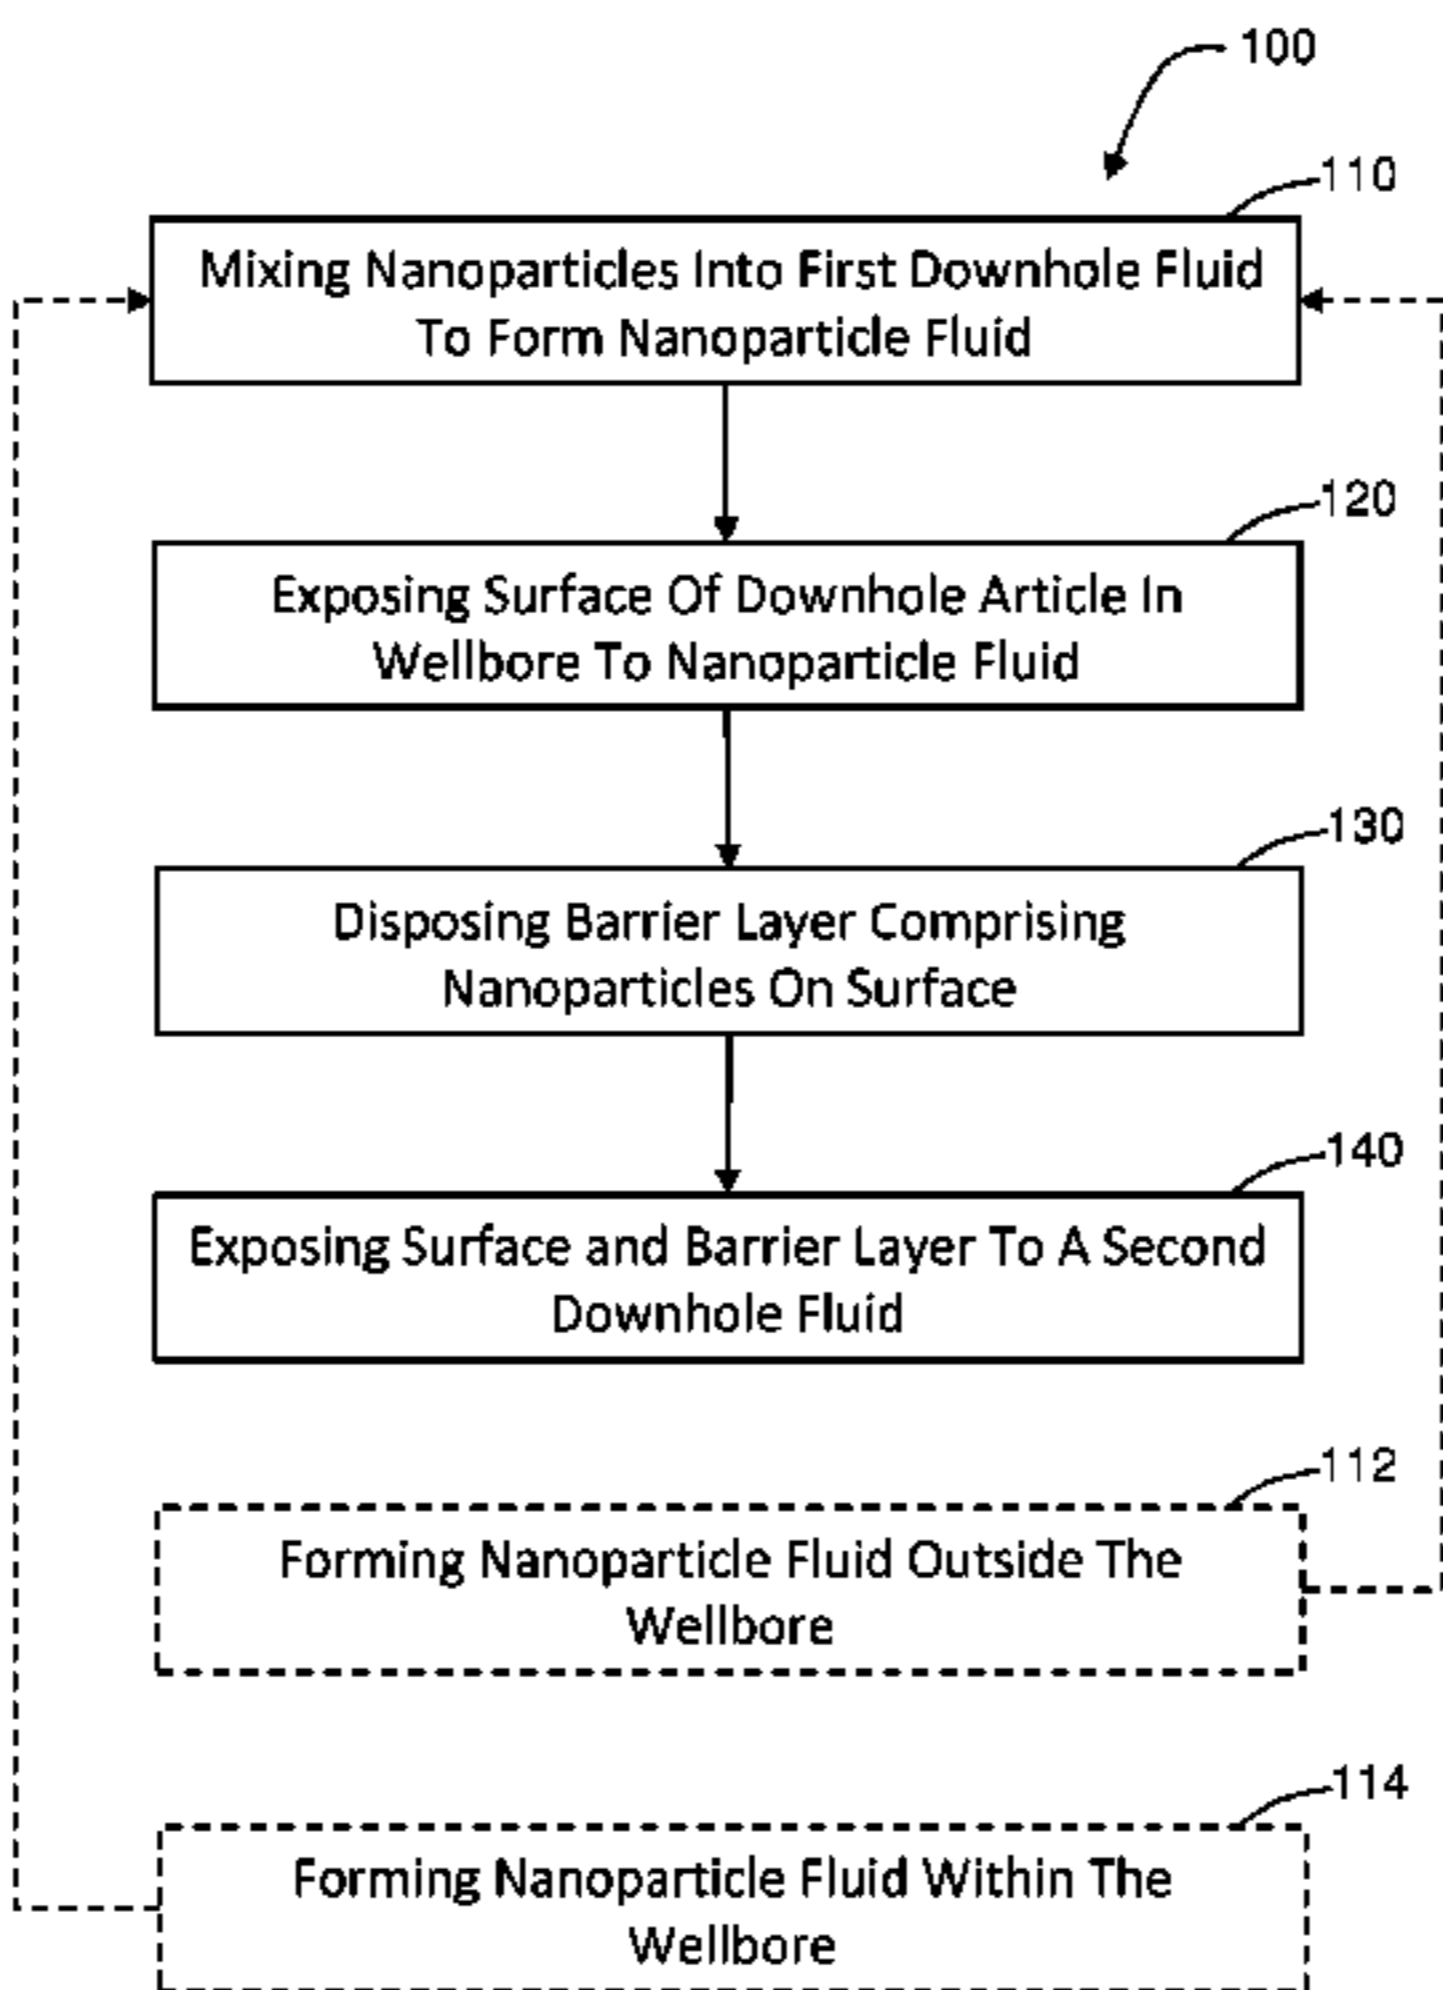 100
110
Mixing Nanoparticles Into First Downhole Fluid
To Form Nanoparticle Fluid
120
Exposing Surface Of Downhole Article In
Wellbore To Nanoparticle Fluid
130
Disposing Barrier Layer Comprising
Nanoparticles On Surface
140
Exposing Surface and Barrier Layer To A Second
Downhole Fluid
112
Forming Nanoparticle Fluid Outside The
Wellbore
114
Forming Nanoparticle Fluid Within The
Wellbore